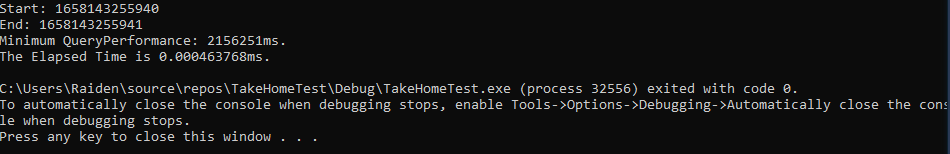 Start: 1658143255940
End: 1658143255941
Minimum QueryPerformance: 2156251ms.
The Elapsed Time is 0.000463768ms.
C:\Users\Raiden\source\repos\TakeHomeTest\Debug\TakeHomeTest.exe (process 32556) exited with code 0.
To automatically close the console when debugging stops, enable Tools->Options->Debugging->Automatically close the cons
le when debugging stops.
Press any key to close this window . . .